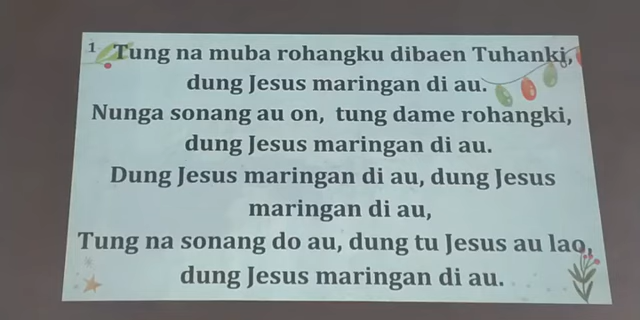 1 Tung na muba rohangku dibaen Tuhanki,
dung Jesus maringan di au.
Nunga sonang au on, tung dame rohangki,
dung Jesus maringan di au.
Dung Jesus maringan di au, dung Jesus
maringan di au,
Tung na sonang do au, dung tu Jesus au lao,
dung Jesus maringan di au.